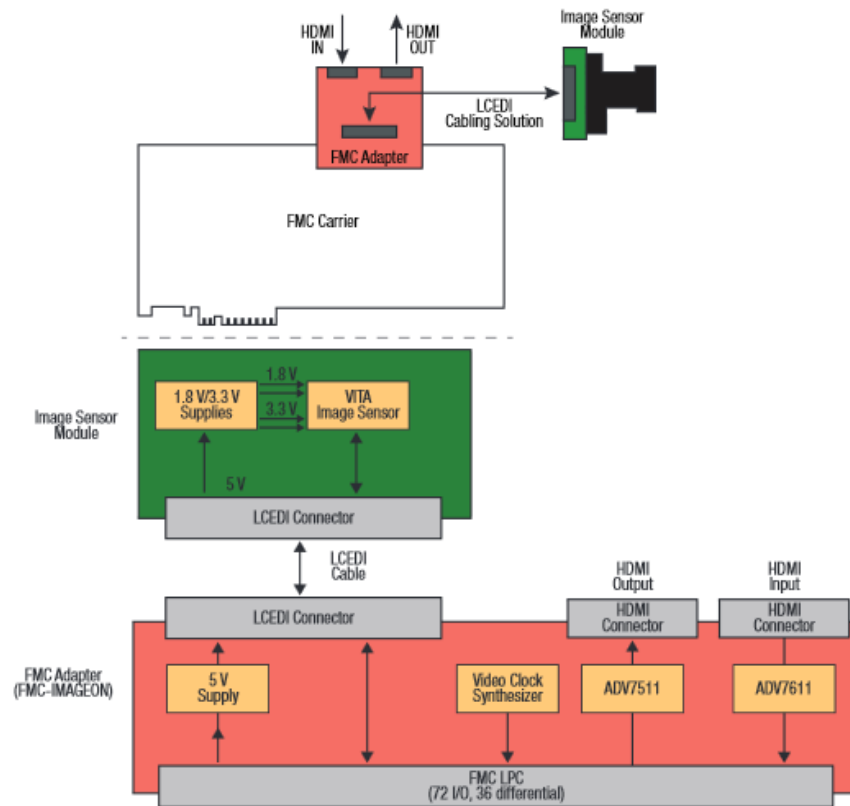 HDMI
IN
HDMI
OUT
Image Sensor
Module
LCEDI
Cabling Solution
FMC Adapter
FMC Carrier
Image Sensor
Module
1.8 V/3.3 V
Supplies
1.8 V
3.3 V
VITA
Image Sensor
5 V
LCEDI Connector
LCEDI
Cable
HDMI
Output
HDMI
Input
LCEDI Connector
HDMI
Connector
HDMI
Connector
FMC Adapter
(FMC-IMAGEON)
5 V
Supply
Video Clock
Synthesizer
ADV7511
ADV7611
FMC LPC
(72 I/O, 36 differential)